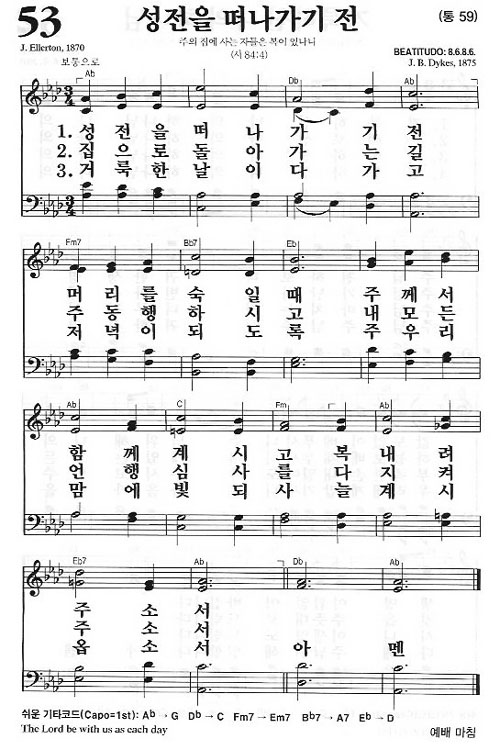 53
성전을 떠나가기 전
(통 59)
주의 집에 사는 자들은 복이 있나니
(시 84:4)
J. Ellerton, 1870
보통으로
BEATITUDO: 8.6.8.6.
J. B. Dykes, 1875
Ab Ab Db Ab
1. 성 전 을 떠 나 가 기 전
2. 집 으 로 돌 아 가 는 길
3. 거 룩 한 날 이 다 가 고
Fm7 Bb7 Eb
머 리 를 숙 일 때 주 께 서
주 동 행 하 시 고 내 모 든
저 녁 이 되 도 록 주 우 리
Ab C Fm Ab
함 께 계 시 고 복 내 려
언 행 심 사 를 다 지 켜
맘 에 빛 되 사 늘 계 시
Eb7 Ab Db Ab
주 소 서
주 소 서
옵 소 서 아 멘
쉬운 기타코드(Capo=1st): Ab → G Db → C Fm7 → Em7 Bb7 → A7 Eb → D
The Lord be with us as each day
예배 마침